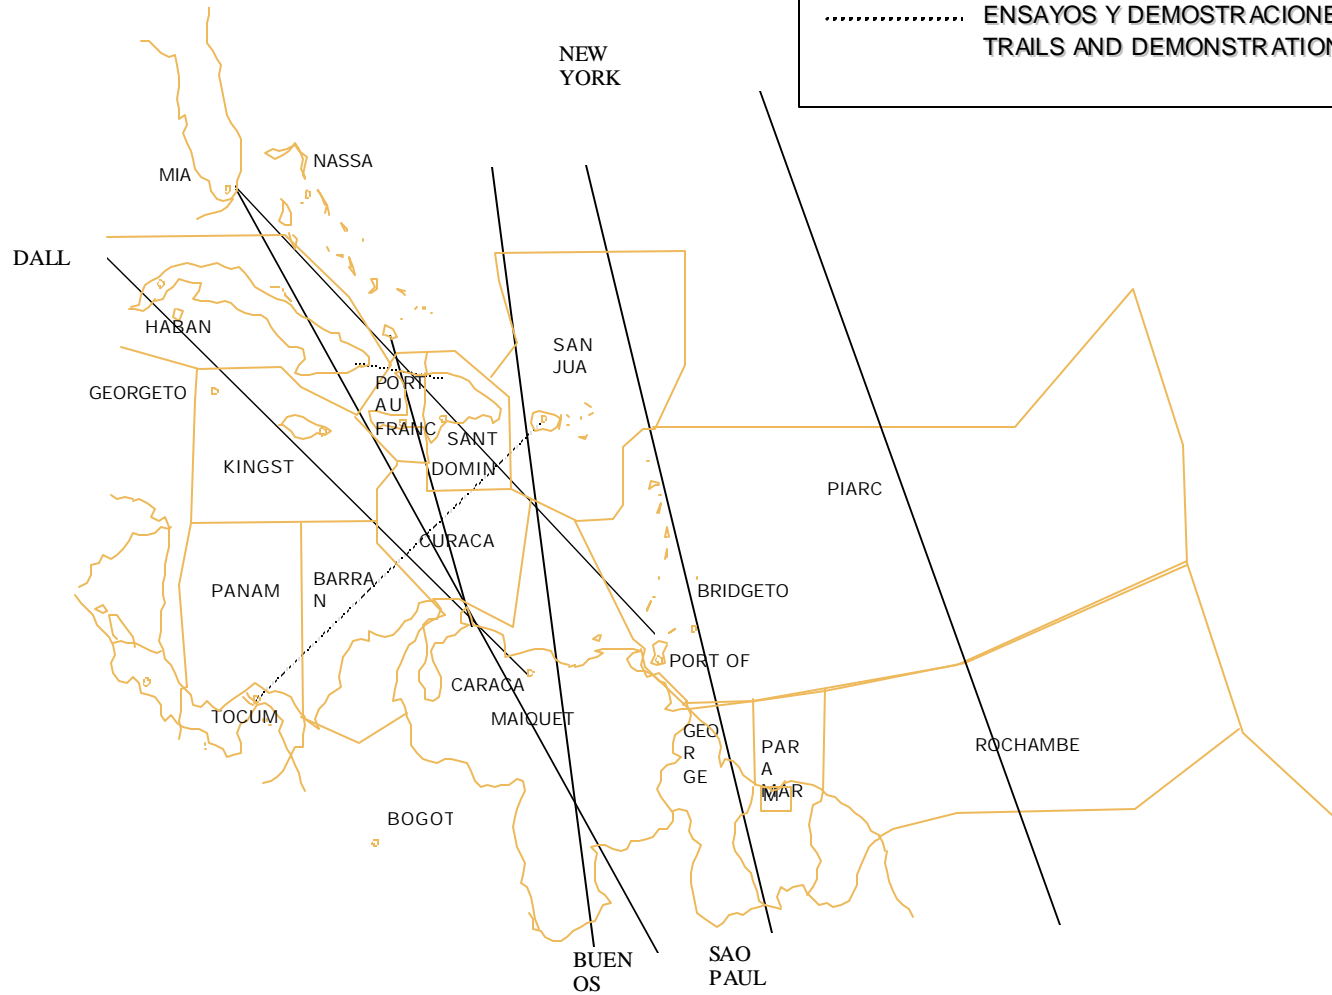 ENSAYOS Y DEMOSTRACIONE
TRAILS AND DEMONSTRATION
NEW
YORK
NASSA
MIA
DALL
HABAN
SAN
JUA
GEORGETO
PORT
AU
FRANC
SANT
DOMIN
KINGST
PIARC
CURACA
PANAM
BARRA
N
BRIDGETO
PORT OF
CARACA
MAIQUET
TOCUM
GEO
R
GE
PAR
A
MAR
M
ROCHAMBE
BOGOT
BUEN
OS
SAO
PAUL